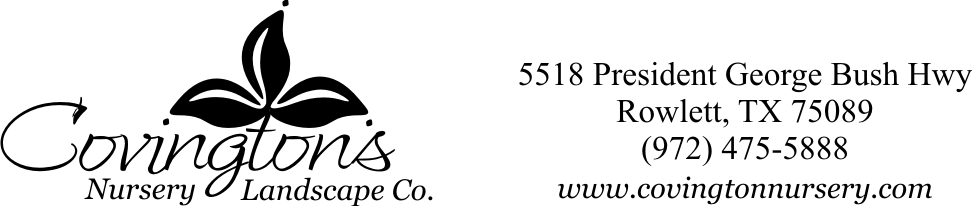 Covington's
Nursery Landscape Co.
5518 President George Bush Hwy
Rowlett, TX 75089
(972) 475-5888
www.covingtonnursery.com